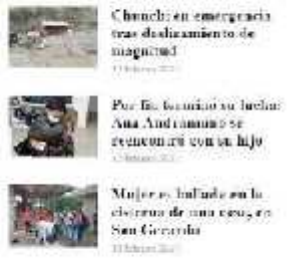 Chunchi en emergencia
tras deslizamiento de
magnitud
Por fin terminó su lucha:
Ana Andramuno se
reencontró con su hijo
Mujer es hallada en la
cisterna de una casa, en
San Gerardo